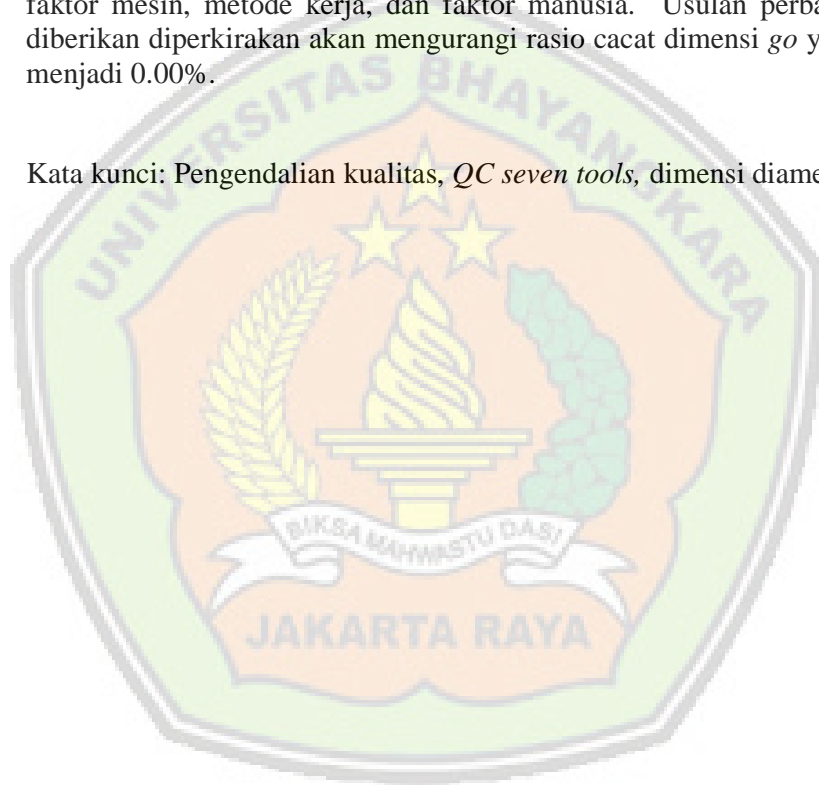 faktor mesin, metode kerja, dan faktor manusia. Usulan perba
diberikan diperkirakan akan mengurangi rasio cacat dimensi go y
menjadi 0.00%.
Kata kunci: Pengendalian kualitas, QC seven tools, dimensi diame
UNIVERSITAS BHAYANGKARA
BIKSA MAHWASTU DASI
JAKARTA RAYA